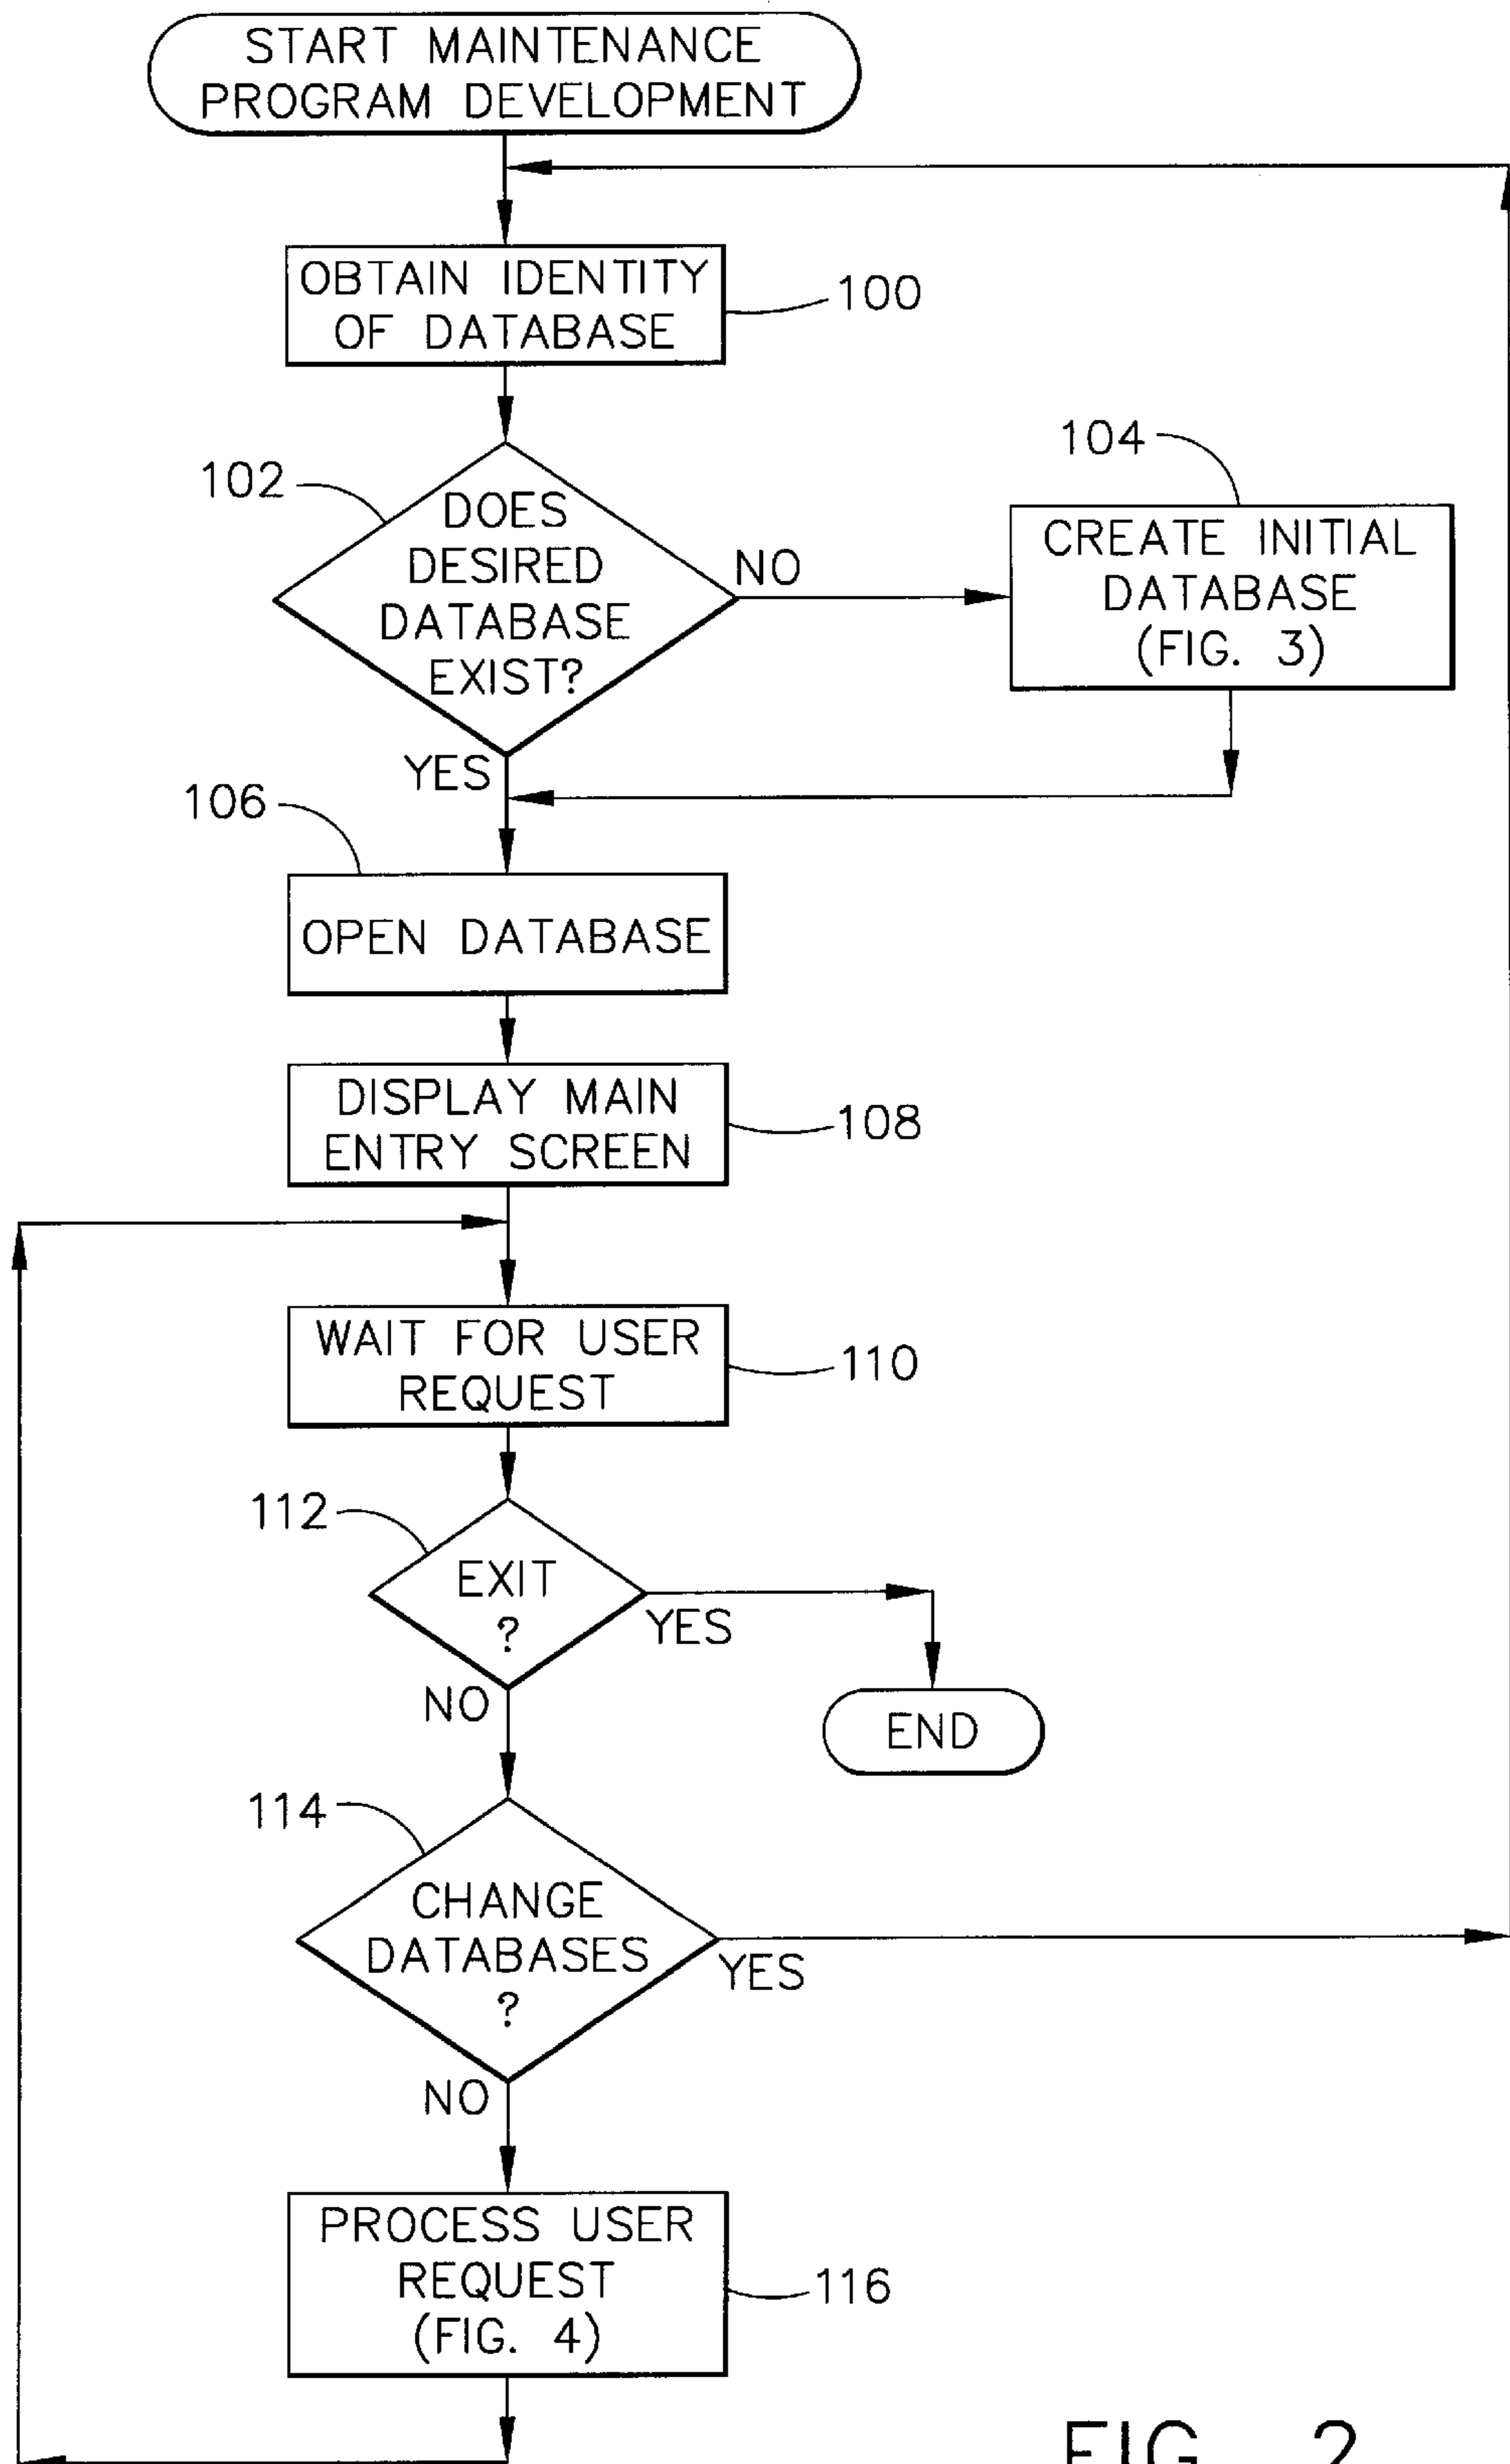 START MAINTENANCE
PROGRAM DEVELOPMENT
OBTAIN IDENTITY
OF DATABASE
100
102
DOES
DESIRED
DATABASE
EXIST?
NO
YES
104
CREATE INITIAL
DATABASE
(FIG. 3)
106
OPEN DATABASE
DISPLAY MAIN
ENTRY SCREEN
108
WAIT FOR USER
REQUEST
110
112
EXIT
?
YES
NO
END
114
CHANGE
DATABASES
?
YES
NO
PROCESS USER
REQUEST
(FIG. 4)
116
FIG. 2